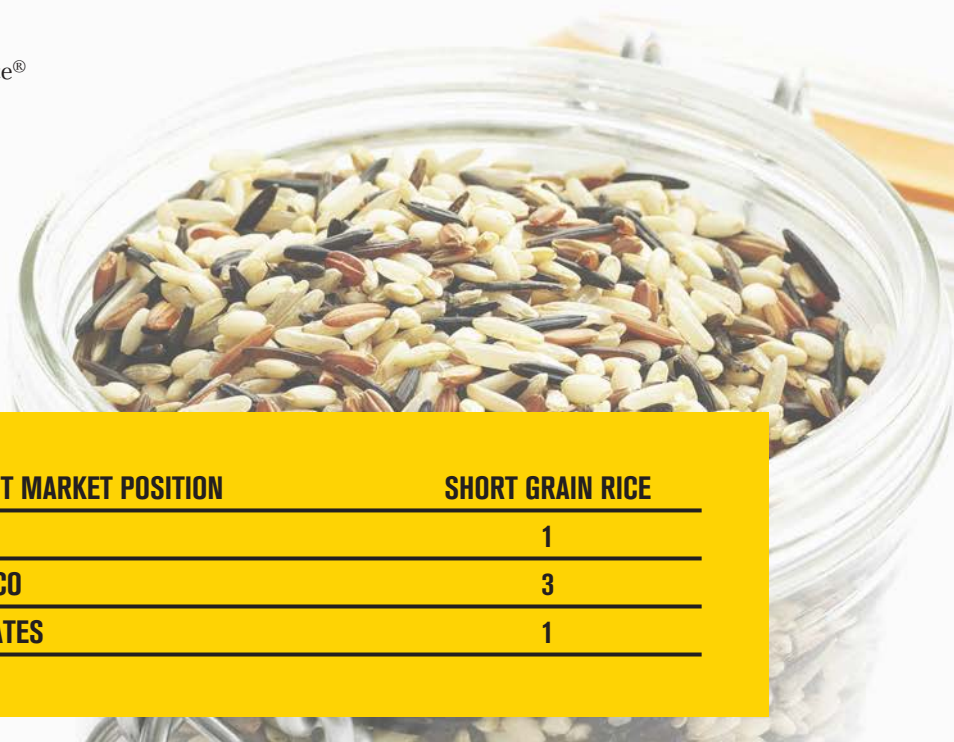 e®
T MARKET POSITION SHORT GRAIN RICE
1
CO 3
ATES 1